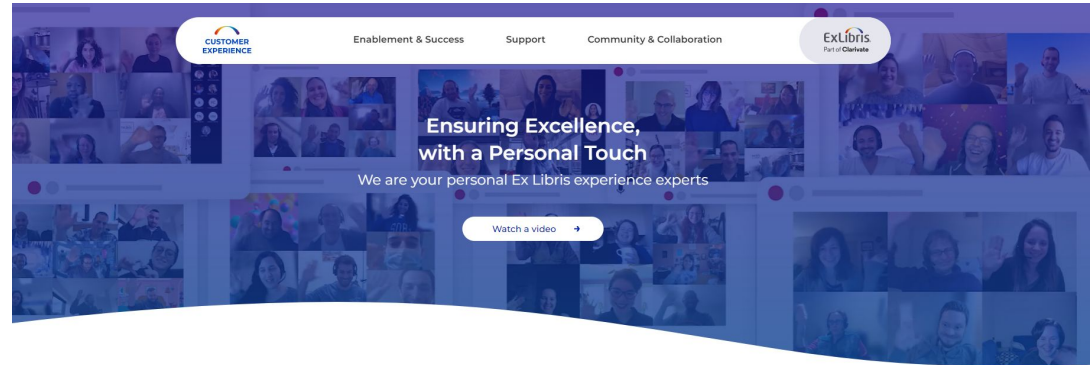 CUSTOMER
EXPERIENCE
Enablement & Success
Support
Community & Collaboration
ExLibris
Part of Clarivate
Ensuring Excellence,
with a Personal Touch
We are your personal Ex Libris experience experts
Watch a video